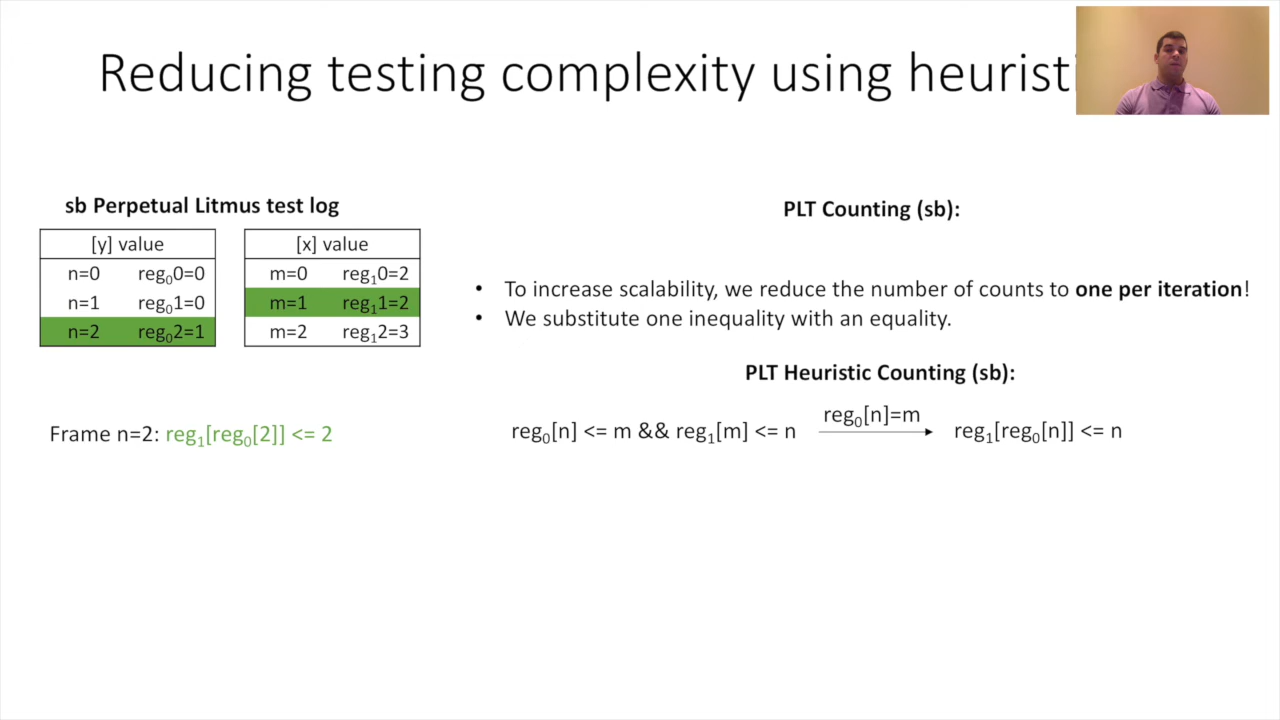 Reducing testing complexity using heuristi
sb Perpetual Litmus test log
[y] value
n=0 reg₀0=0
n=1 reg₀1=0
n=2 reg₀2=1
[x] value
m=0 reg₁0=2
m=1 reg₁1=2
m=2 reg₁2=3
Frame n=2: reg₁[reg₀[2]] <= 2
PLT Counting (sb):
• To increase scalability, we reduce the number of counts to one per iteration!
• We substitute one inequality with an equality.
PLT Heuristic Counting (sb):
reg₀[n] <= m && reg₁[m] <= n reg₀[n]=m reg₁[reg₀[n]] <= n